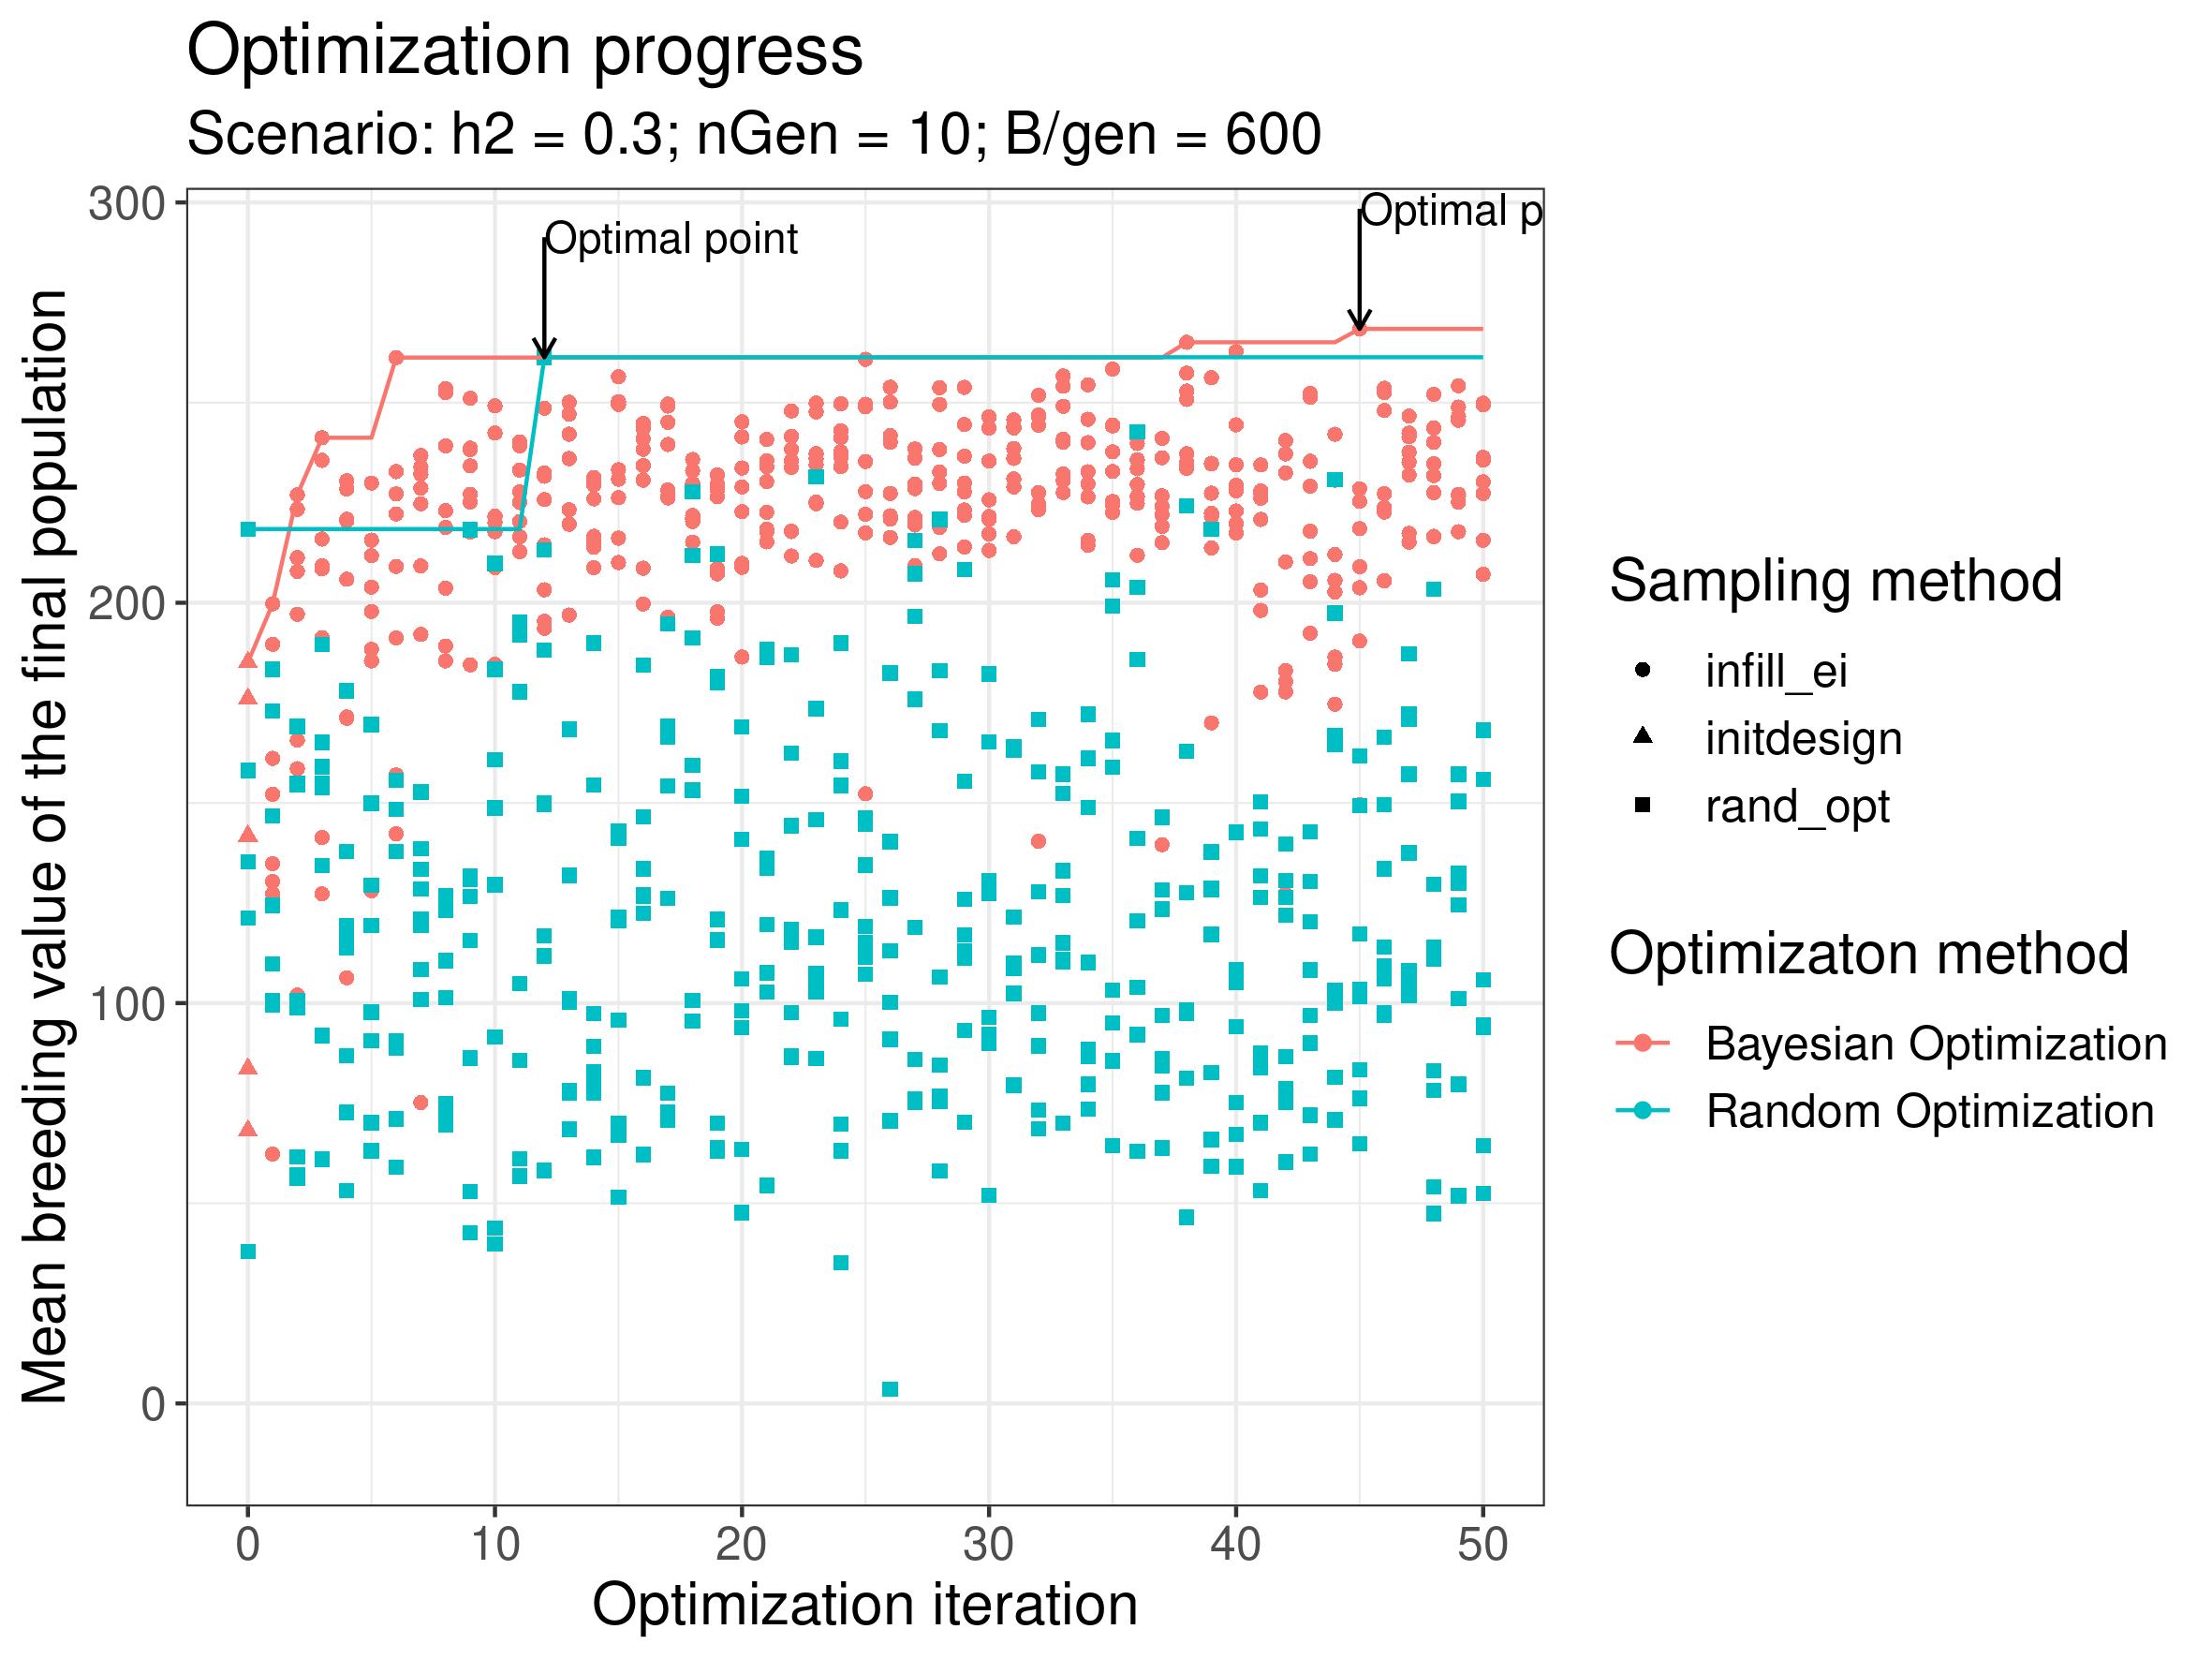 Optimization progress
Scenario: h2 = 0.3; nGen = 10; B/gen = 600
Mean breeding value of the final population
300
200
100
0
Optimal point
Optimal p
0 10 20 30 40 50
Optimization iteration
Sampling method
infill_ei
initdesign
rand_opt
Optimizaton method
Bayesian Optimization
Random Optimization